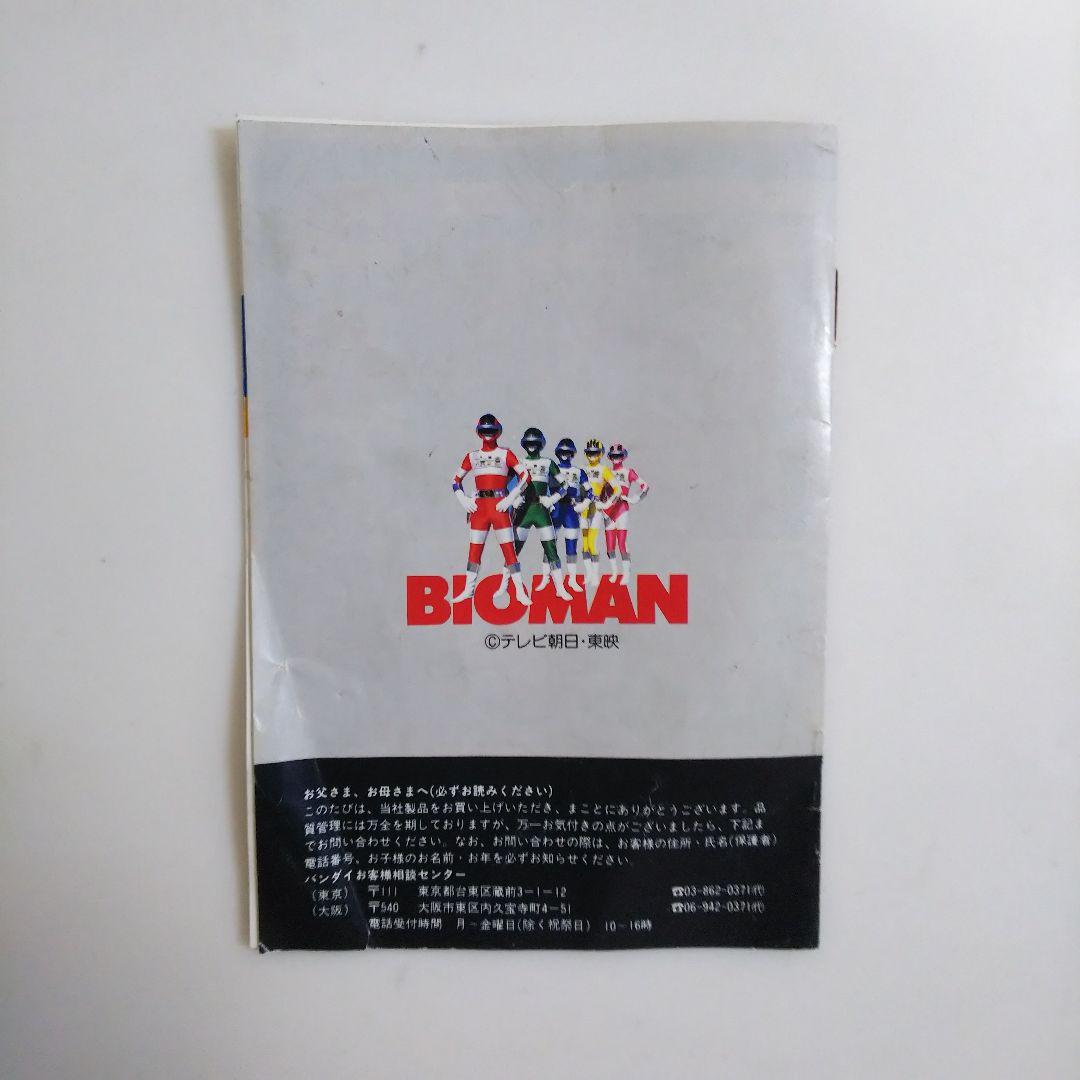 BIOMAN
©テレビ朝日・東映
お父さま、お母さまへ(必ずお読みください)
このたびは、当社製品をお買い上げいただき、まことにありがとうございます。品
質管理には万全を期しておりますが、万一お気付きの点がございましたら、下記ま
でお問い合わせください。なお、お問い合わせの際は、お客様の住所・氏名(保護者)
電話番号、お子様のお名前・お年を必ずお知らせください。
バンダイお客様相談センター
(東京) 〒111 東京都台東区蔵前3-1-12 ☎03-862-0371(代)
(大阪) 〒540 大阪市東区内久宝寺町4-51 ☎06-942-0371(代)
電話受付時間 月~金曜日(除く祝祭日) 10~16時